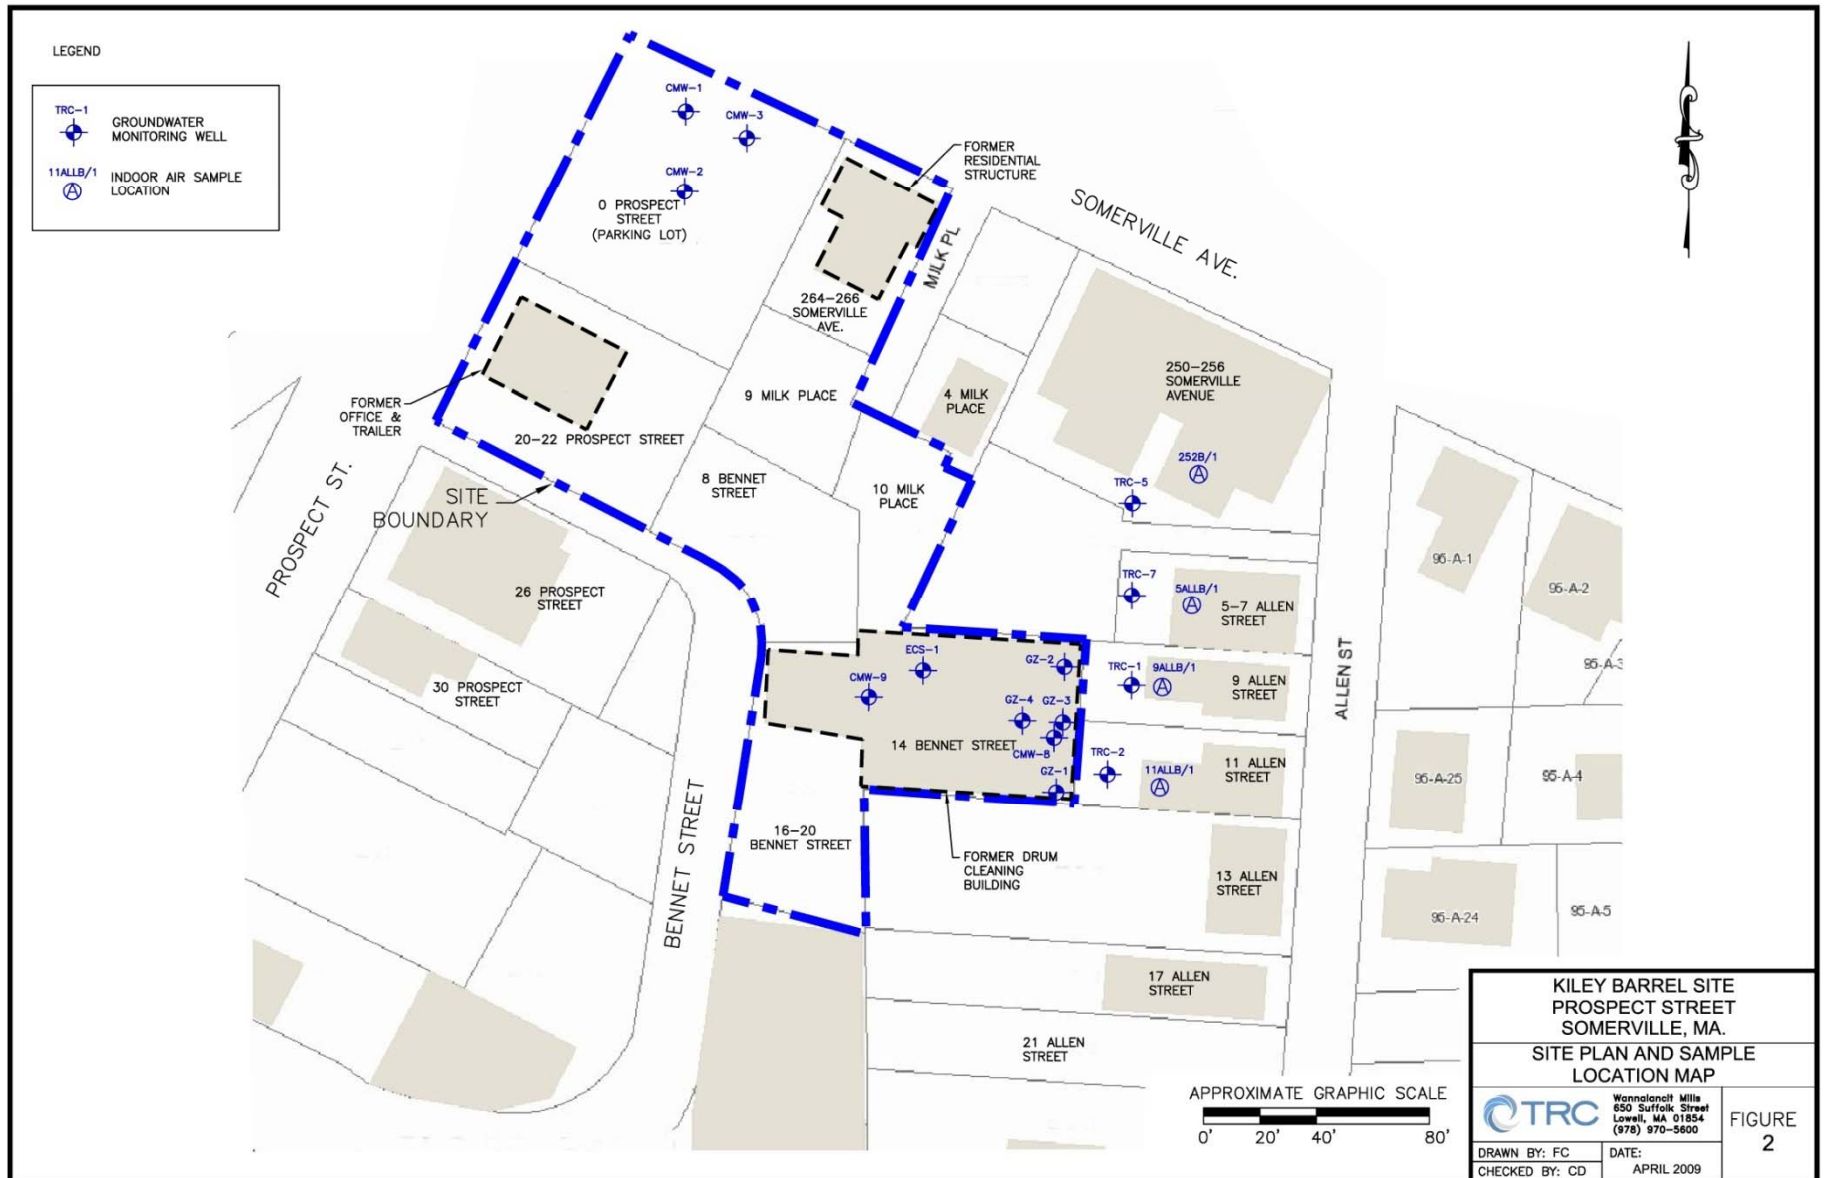 LEGEND
TRC-1
GROUNDWATER
MONITORING WELL
11ALLB/1
INDOOR AIR SAMPLE
LOCATION
CMW-1
CMW-3
CMW-2
0 PROSPECT
STREET
(PARKING LOT)
FORMER
RESIDENTIAL
STRUCTURE
SOMERVILLE AVE.
MILK PL
264-266
SOMERVILLE
AVE.
FORMER
OFFICE &
TRAILER
20-22 PROSPECT STREET
9 MILK PLACE
4 MILK
PLACE
250-256
SOMERVILLE
AVENUE
252B/1
TRC-5
8 BENNET
STREET
10 MILK
PLACE
SITE
BOUNDARY
PROSPECT ST.
26 PROSPECT
STREET
30 PROSPECT
STREET
TRC-7
5ALLB/1
5-7 ALLEN
STREET
95-A-1
95-A-2
95-A-3
ECS-1
CMW-9
GZ-2
TRC-1
9ALLB/1
9 ALLEN
STREET
ALLEN ST
GZ-4
GZ-3
14 BENNET STREET
CMW-8
GZ-1
TRC-2
11ALLB/1
11 ALLEN
STREET
95-A-25
95-A-4
BENNET STREET
16-20
BENNET STREET
FORMER DRUM
CLEANING
BUILDING
13 ALLEN
STREET
95-A-24
95-A-5
17 ALLEN
STREET
21 ALLEN
STREET
APPROXIMATE GRAPHIC SCALE
0' 20' 40' 80'
KILEY BARREL SITE
PROSPECT STREET
SOMERVILLE, MA.
SITE PLAN AND SAMPLE
LOCATION MAP
TRC
Wannalancit Mills
650 Suffolk Street
Lowell, MA 01854
(978) 970-5600
FIGURE
2
DRAWN BY: FC
CHECKED BY: CD
DATE:
APRIL 2009